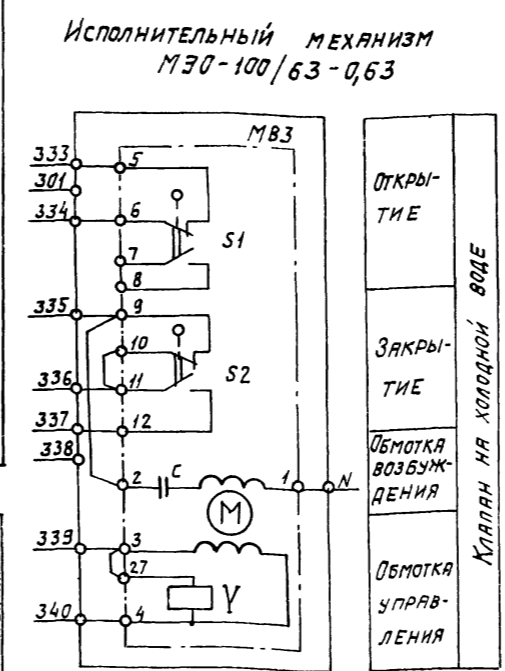 Исполнительный механизм
МЭО-100/63-0,63
МВ3
333
301
334
335
336
337
338
339
340
5
6
7
8
S1
9
10
11
12
S2
2
C
1
N
M
3
27
4
Y
Откры-
тие
Закры-
тие
Обмотка
возбуж-
дения
Обмотка
управ-
ления
Клапан на холодной воде